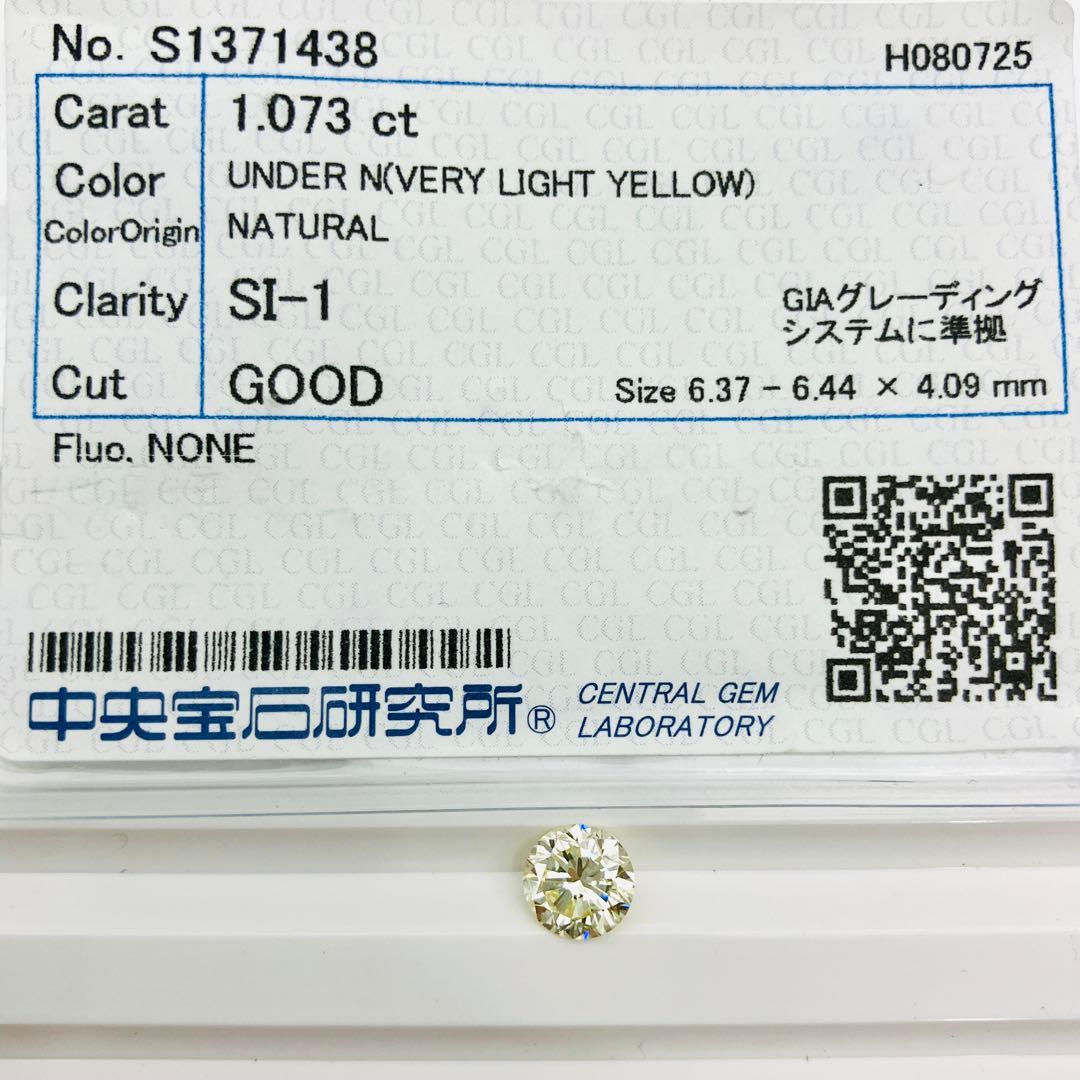 No. S1371438
H080725
Carat 1.073 ct
Color UNDER N(VERY LIGHT YELLOW)
ColorOrigin NATURAL
Clarity SI-1
GIAグレーディング
システムに準拠
Cut GOOD
Size 6.37 - 6.44 × 4.09 mm
Fluo. NONE
中央宝石研究所®
CENTRAL GEM
LABORATORY